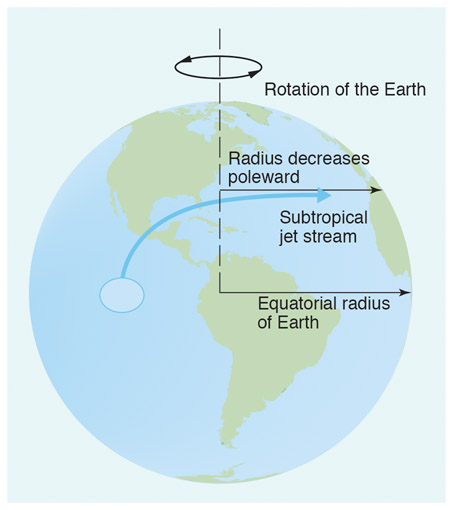 Rotation of the Earth
Radius decreases
poleward
Subtropical
jet stream
Equatorial radius
of Earth